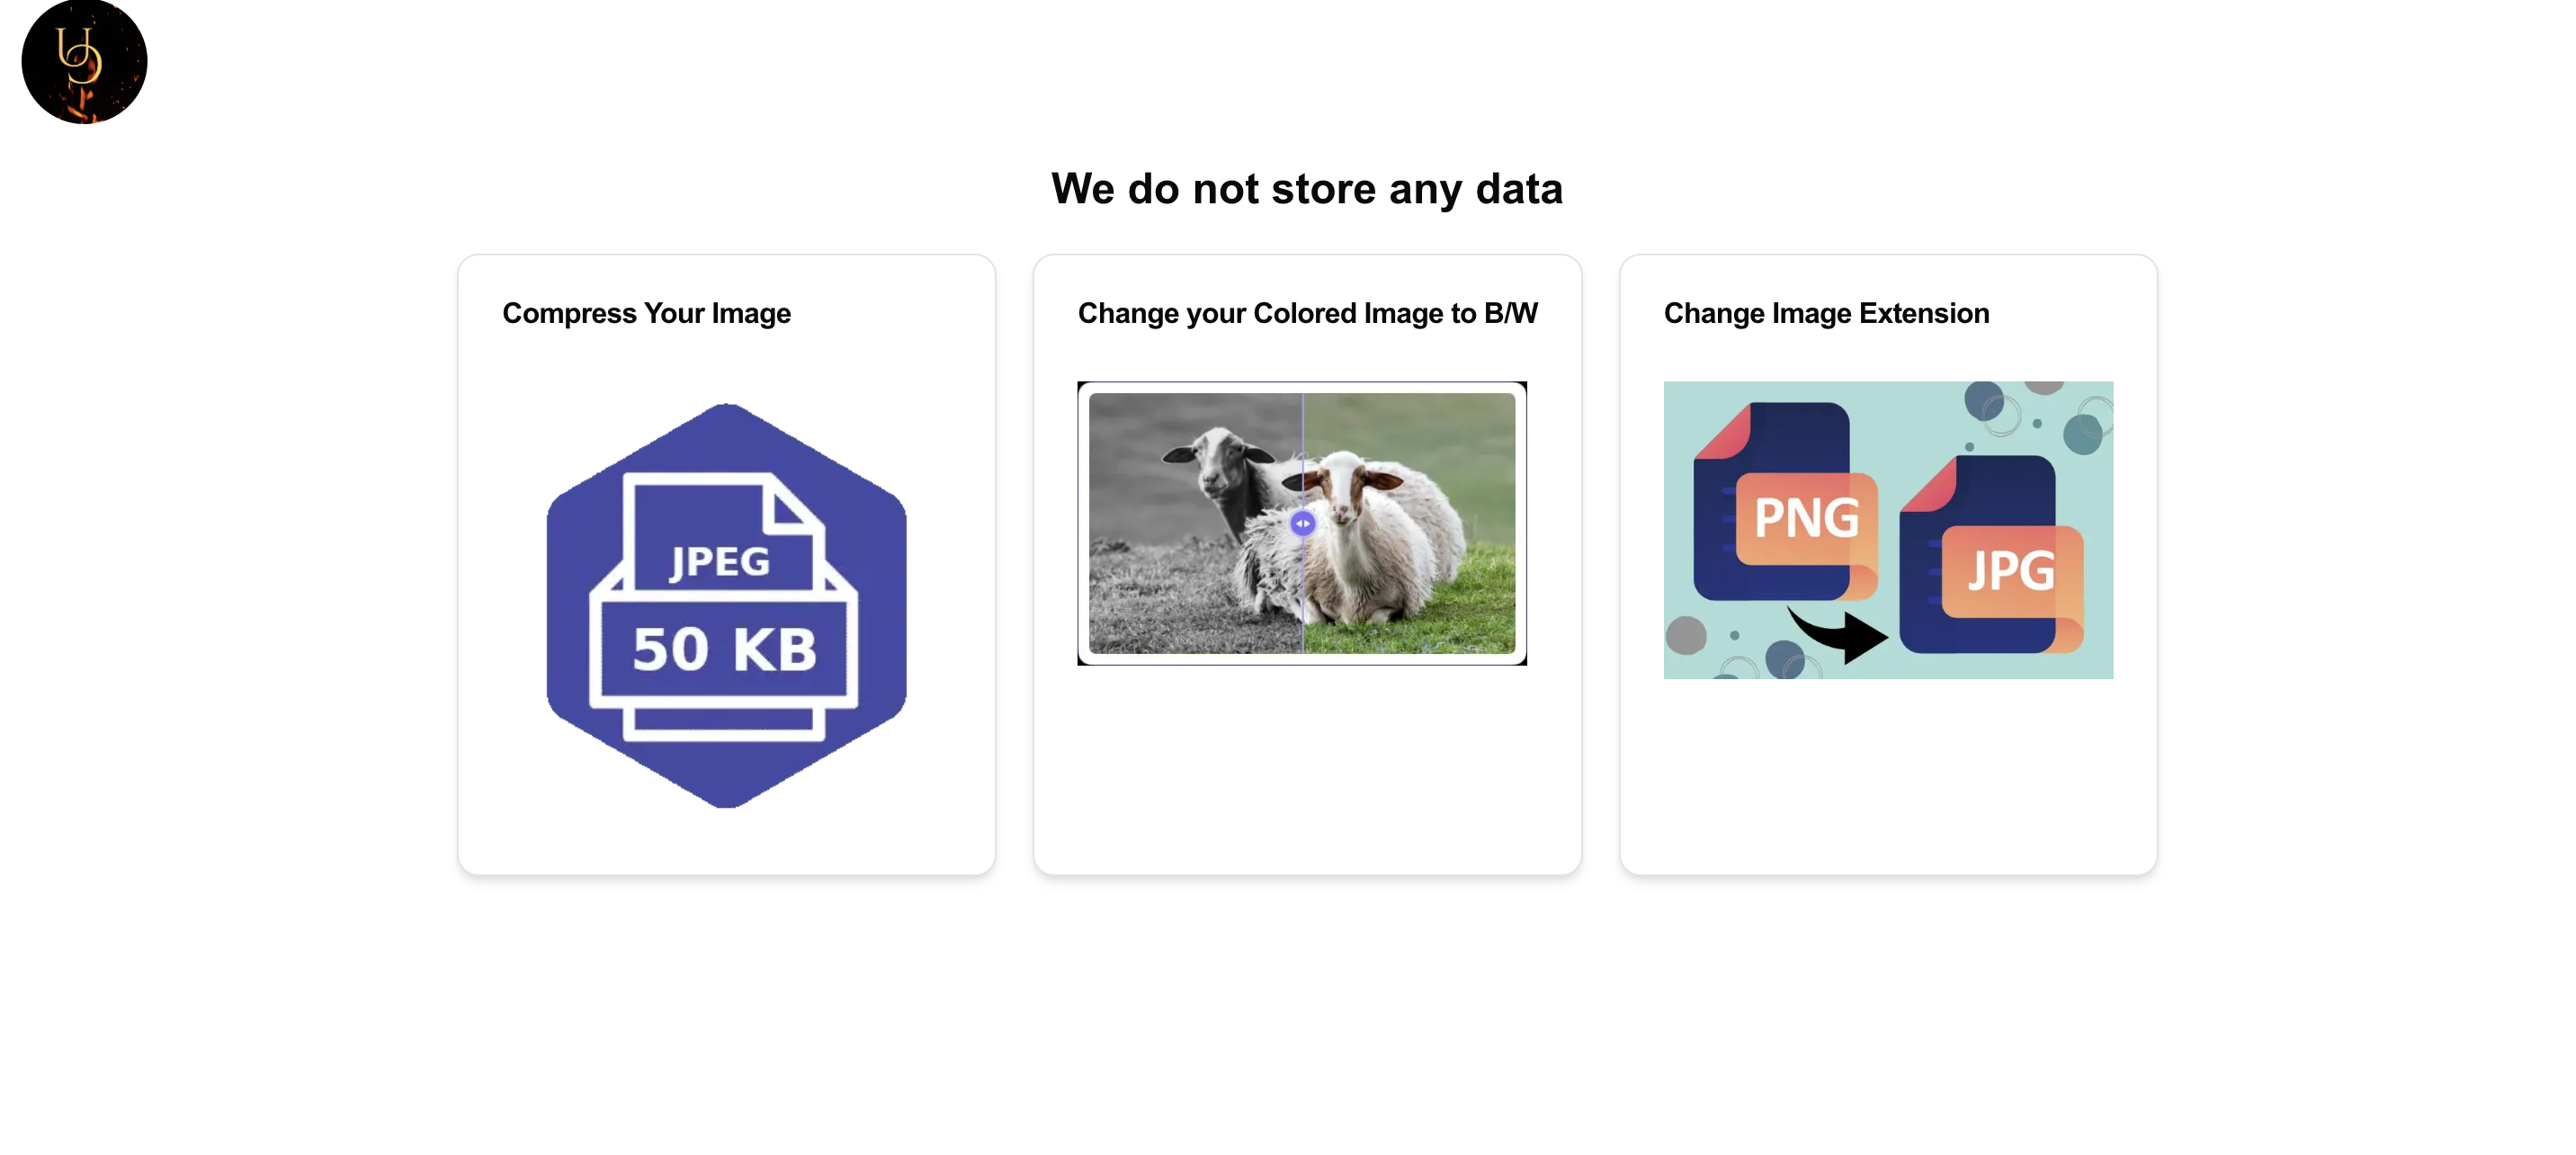 We do not store any data
Compress Your Image
JPEG
50 KB
Change your Colored Image to B/W
Change Image Extension
PNG
JPG